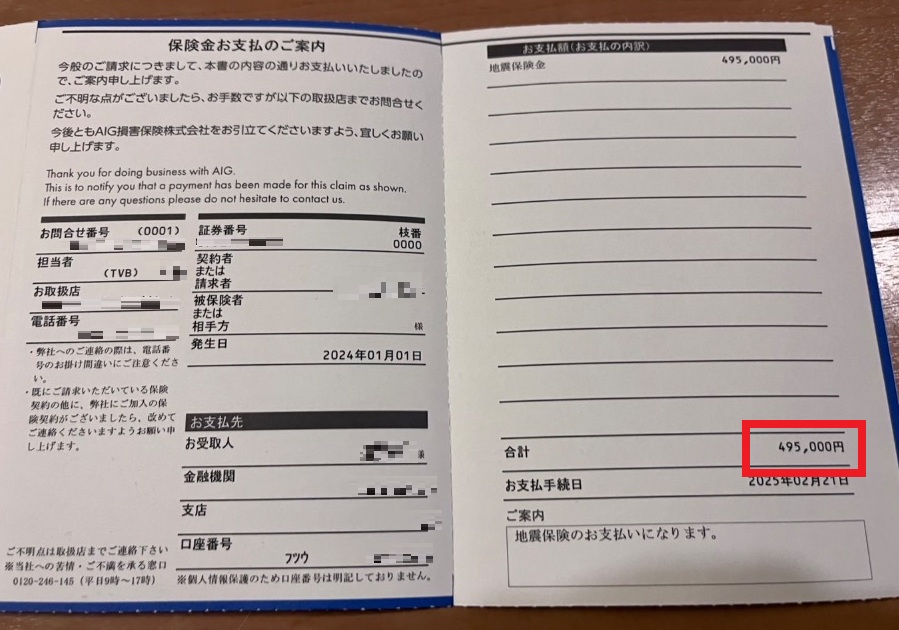 保険金お支払のご案内
今般のご請求につきまして、本書の内容の通りお支払いいたしましたの
で、ご案内申し上げます。
ご不明な点がございましたら、お手数ですが以下の取扱店までお問合せく
ださい。
今後ともAIG損害保険株式会社をお引立てくださいますよう、宜しくお願い
申し上げます。
Thank you for doing business with AIG.
This is to notify you that a payment has been made for this claim as shown.
If there are any questions please do not hesitate to contact us.
お問合せ番号 (0001)
担当者
(TVB)
お取扱店
電話番号
・弊社へのご連絡の際は、電話番
号のお掛け間違いにご注意くださ
い。
・既にご請求いただいている保険
契約の他に、弊社にご加入の保
険契約がございましたら、改めて
ご連絡くださいますようお願い申
し上げます。
ご不明点は取扱店までご連絡下さい
※当社への苦情・ご不満を承る窓口
0120-246-145 (平日9時～17時)
証券番号 枝番
0000
契約者
または
請求者
被保険者
または
相手方 様
発生日
2024年01月01日
お支払先
お受取人 様
金融機関
支店
口座番号
フツウ
※個人情報保護のため口座番号は明記しておりません。
お支払額(お支払の内訳)
地震保険金 495,000円
合計 495,000円
お支払手続日 2025年02月21日
ご案内
地震保険のお支払いになります。